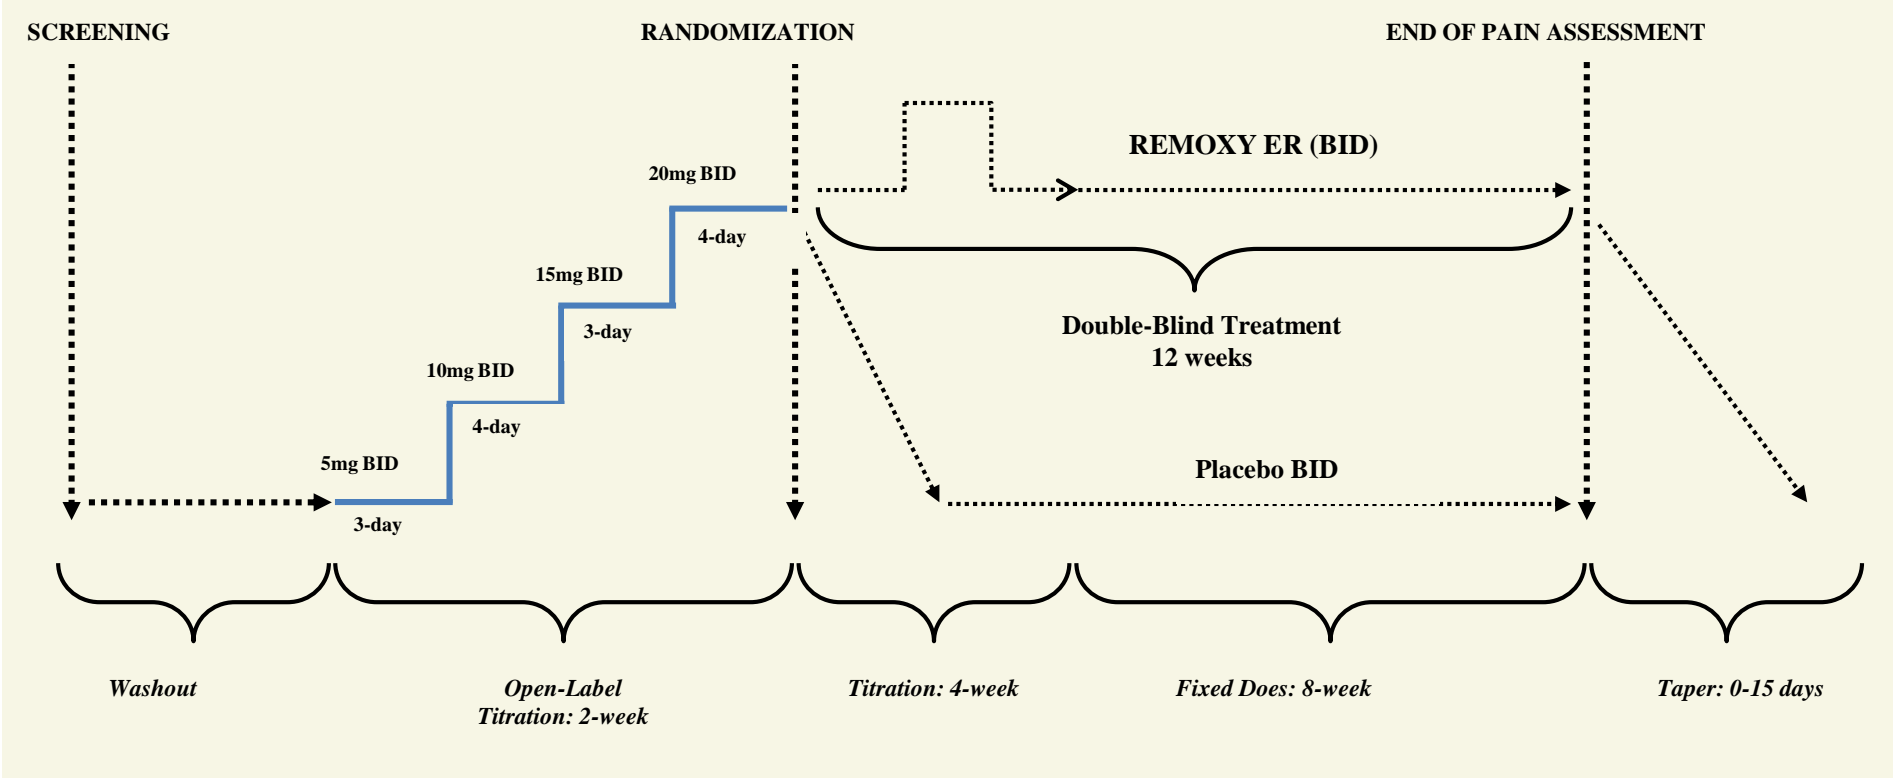 SCREENING
RANDOMIZATION
END OF PAIN ASSESSMENT
REMOXY ER (BID)
20mg BID
4-day
15mg BID
3-day
Double-Blind Treatment
12 weeks
10mg BID
4-day
5mg BID
Placebo BID
3-day
Washout
Open-Label
Titration: 2-week
Titration: 4-week
Fixed Does: 8-week
Taper: 0-15 days